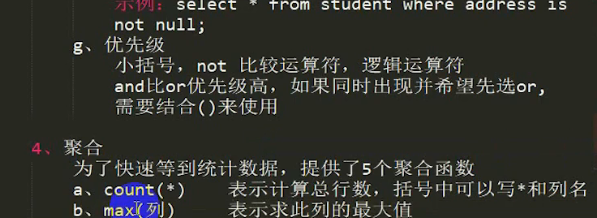 示例：select * from student where address is
not null;
g、优先级
小括号，not 比较运算符，逻辑运算符
and比or优先级高，如果同时出现并希望先选or,
需要结合()来使用
4、聚合
为了快速等到统计数据，提供了5个聚合函数
a、count(*) 表示计算总行数，括号中可以写*和列名
b、max(列) 表示求此列的最大值